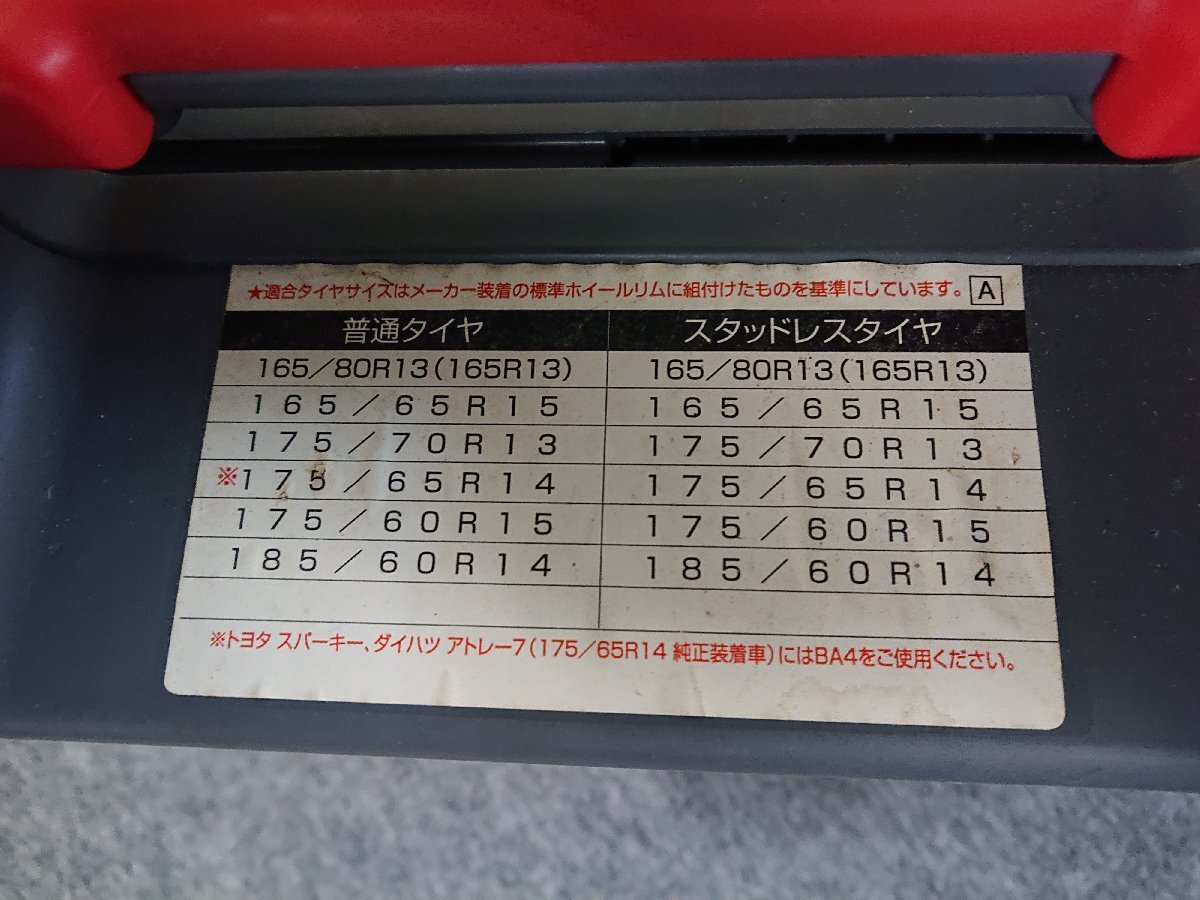 ★適合タイヤサイズはメーカー装着の標準ホイールリムに組付けたものを基準にしています。 A
普通タイヤ スタッドレスタイヤ
165/80R13(165R13) 165/80R13(165R13)
165/65R15 165/65R15
175/70R13 175/70R13
※175/65R14 175/65R14
175/60R15 175/60R15
185/60R14 185/60R14
※トヨタ スパーキー、ダイハツ アトレー7(175/65R14 純正装着車)にはBA4をご使用ください。